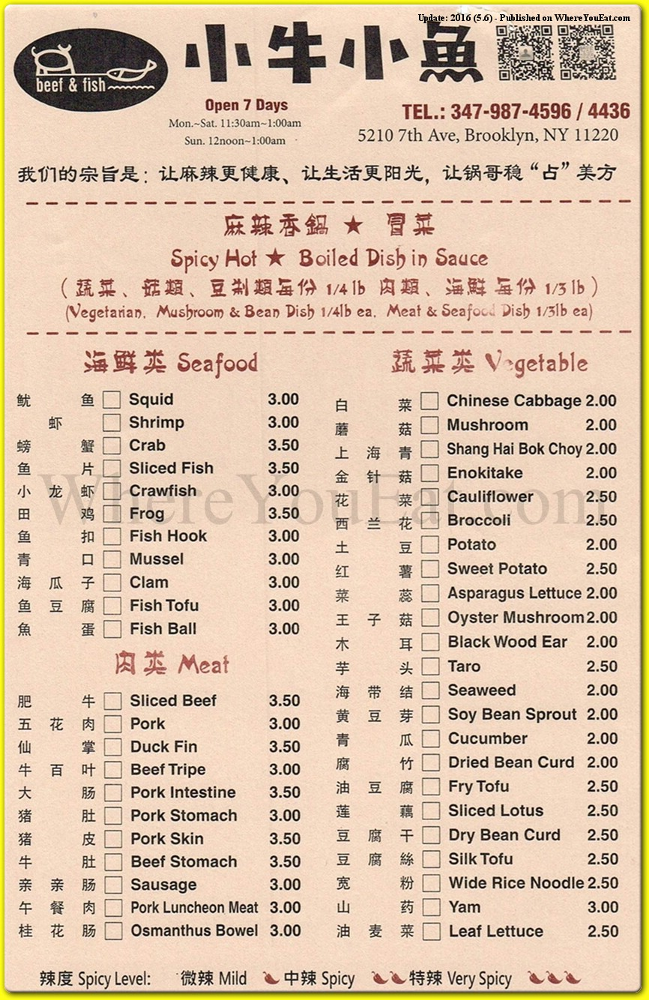 Update: 2016 (5.6) - Published on WhereYouEat.com
beef & fish
小牛小魚
Open 7 Days
Mon.~Sat. 11:30am~1:00am
Sun. 12noon~1:00am
TEL.: 347-987-4596 / 4436
5210 7th Ave, Brooklyn, NY 11220
我们的宗旨是：让麻辣更健康、让生活更阳光，让锅哥稳“占”美方
麻辣香鍋 ★ 冒菜
Spicy Hot ★ Boiled Dish in Sauce
（蔬菜、菇類、豆制類每份 1/4 lb 肉類、海鮮每份 1/3 lb）
(Vegetarian, Mushroom & Bean Dish 1/4lb ea, Meat & Seafood Dish 1/3lb ea)
海鮮类 Seafood
鱿鱼 Squid 3.00
虾 Shrimp 3.00
螃蟹 Crab 3.50
鱼片 Sliced Fish 3.50
小龙虾 Crawfish 3.00
田鸡 Frog 3.50
鱼扣 Fish Hook 3.00
青口 Mussel 3.00
海瓜子 Clam 3.00
鱼豆腐 Fish Tofu 3.00
魚蛋 Fish Ball 3.00
肉类 Meat
肥牛 Sliced Beef 3.50
五花肉 Pork 3.00
仙掌 Duck Fin 3.50
牛百叶 Beef Tripe 3.00
大肠 Pork Intestine 3.50
猪肚 Pork Stomach 3.00
猪皮 Pork Skin 3.50
牛肚 Beef Stomach 3.50
亲亲肠 Sausage 3.00
午餐肉 Pork Luncheon Meat 3.00
桂花肠 Osmanthus Bowel 3.00
蔬菜类 Vegetable
白菜 Chinese Cabbage 2.00
蘑菇 Mushroom 2.00
上海青 Shang Hai Bok Choy 2.00
金针菇 Enokitake 2.00
花菜 Cauliflower 2.50
西兰花 Broccoli 2.50
土豆 Potato 2.00
红薯 Sweet Potato 2.50
菜蕊 Asparagus Lettuce 2.00
王子菇 Oyster Mushroom 2.00
木耳 Black Wood Ear 2.00
芋头 Taro 2.50
海带结 Seaweed 2.00
黄豆芽 Soy Bean Sprout 2.00
青瓜 Cucumber 2.00
腐竹 Dried Bean Curd 2.00
油豆腐 Fry Tofu 2.50
莲藕 Sliced Lotus 2.50
豆腐干 Dry Bean Curd 2.50
豆腐絲 Silk Tofu 2.50
宽粉 Wide Rice Noodle 2.50
山药 Yam 3.00
油麦菜 Leaf Lettuce 2.50
辣度 Spicy Level: 微辣 Mild 中辣 Spicy 特辣 Very Spicy
WhereYouEat.com